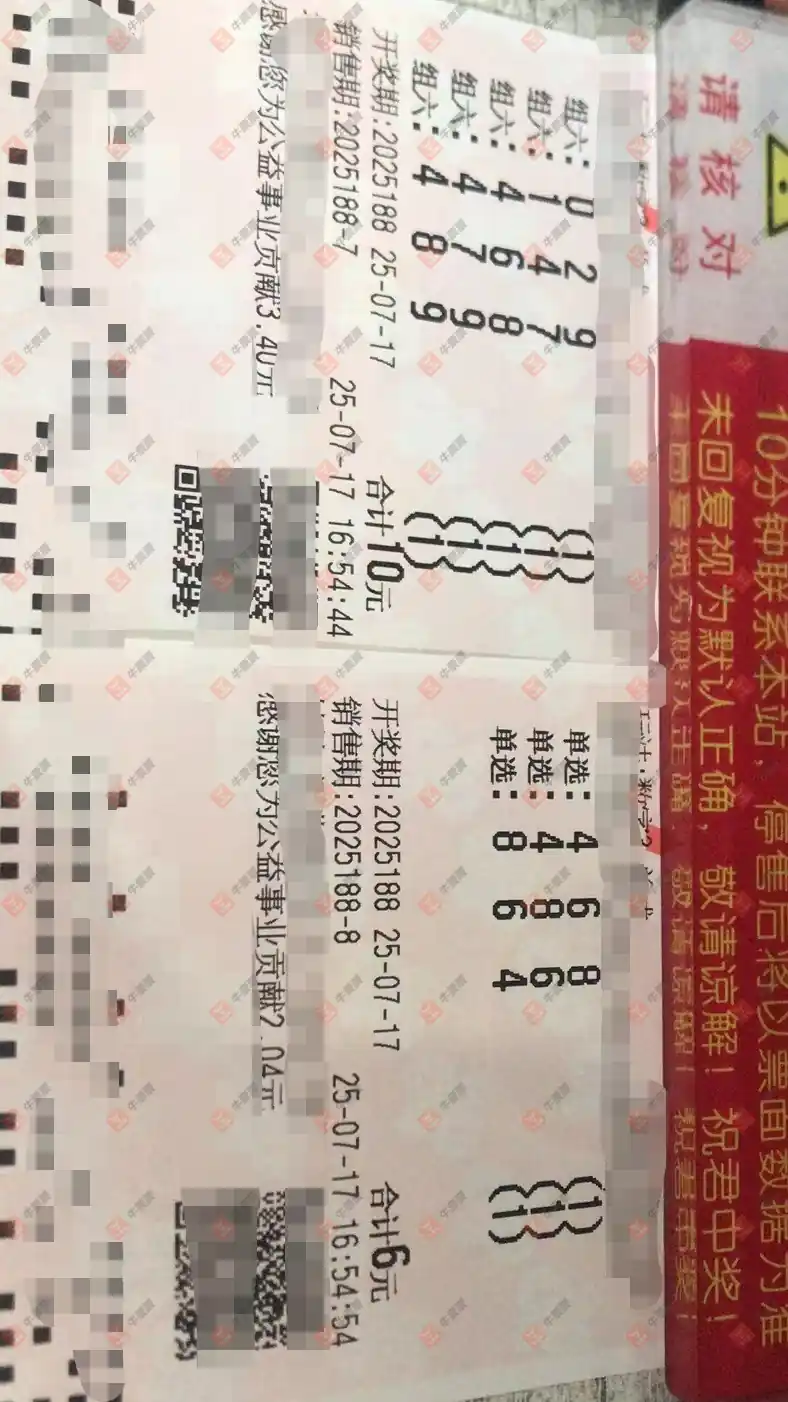 组六: 0 2 9 (1)
组六: 1 4 7 (1)
组六: 4 6 8 (1)
组六: 4 7 9 (1)
组六: 4 8 9 (1)
合计10元
开奖期:2025188 25-07-17
销售期:2025188-7 25-07-17 16:54:44
感谢您为公益事业贡献3.40元
单选: 4 6 8 (1)
单选: 4 8 6 (1)
单选: 8 6 4 (1)
合计6元
开奖期:2025188 25-07-17
销售期:2025188-8 25-07-17 16:54:54
感谢您为公益事业贡献2.04元
请核对
10分钟联系本站,停售后将以票面数据为准
未回复视为默认正确,敬请谅解!祝君中奖!
牛彩源